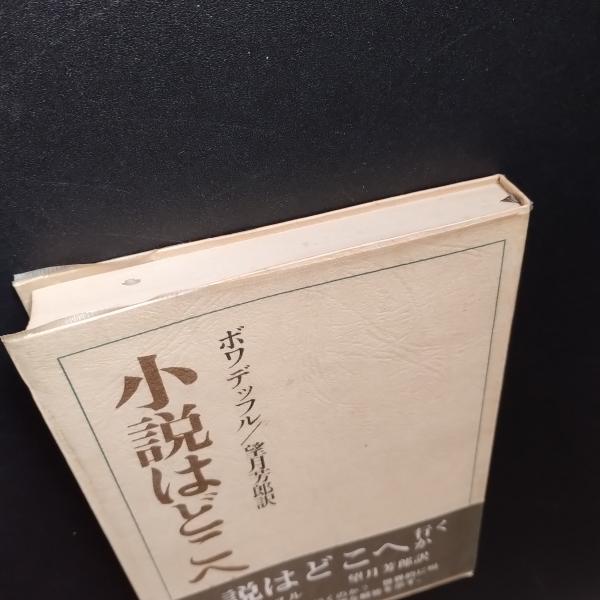 ボワデッフル/望月芳郎訳
小説はどこへ
説はどこへ行く
か
望月芳郎訳